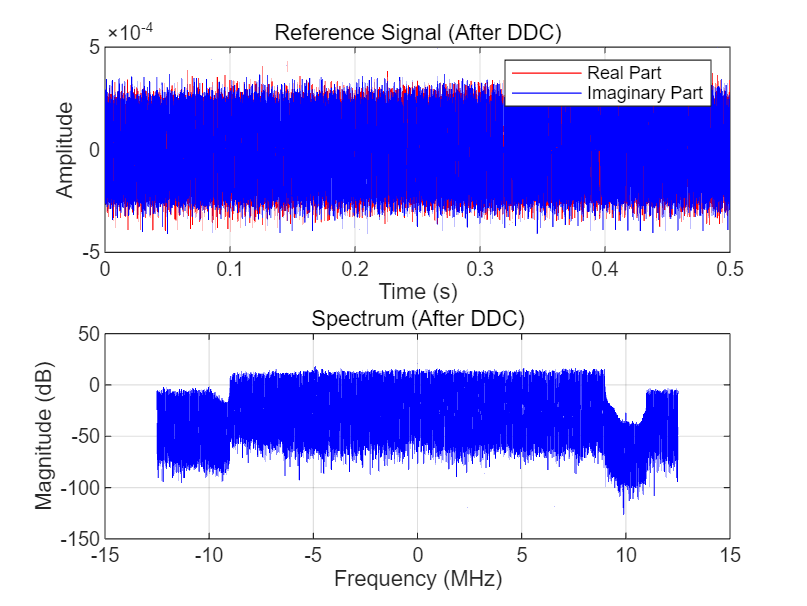 ×10⁻⁴
Reference Signal (After DDC)
5
0
-5
Amplitude
Real Part
Imaginary Part
0 0.1 0.2 0.3 0.4 0.5
Time (s)
Spectrum (After DDC)
50
0
-50
-100
-150
Magnitude (dB)
-15 -10 -5 0 5 10 15
Frequency (MHz)